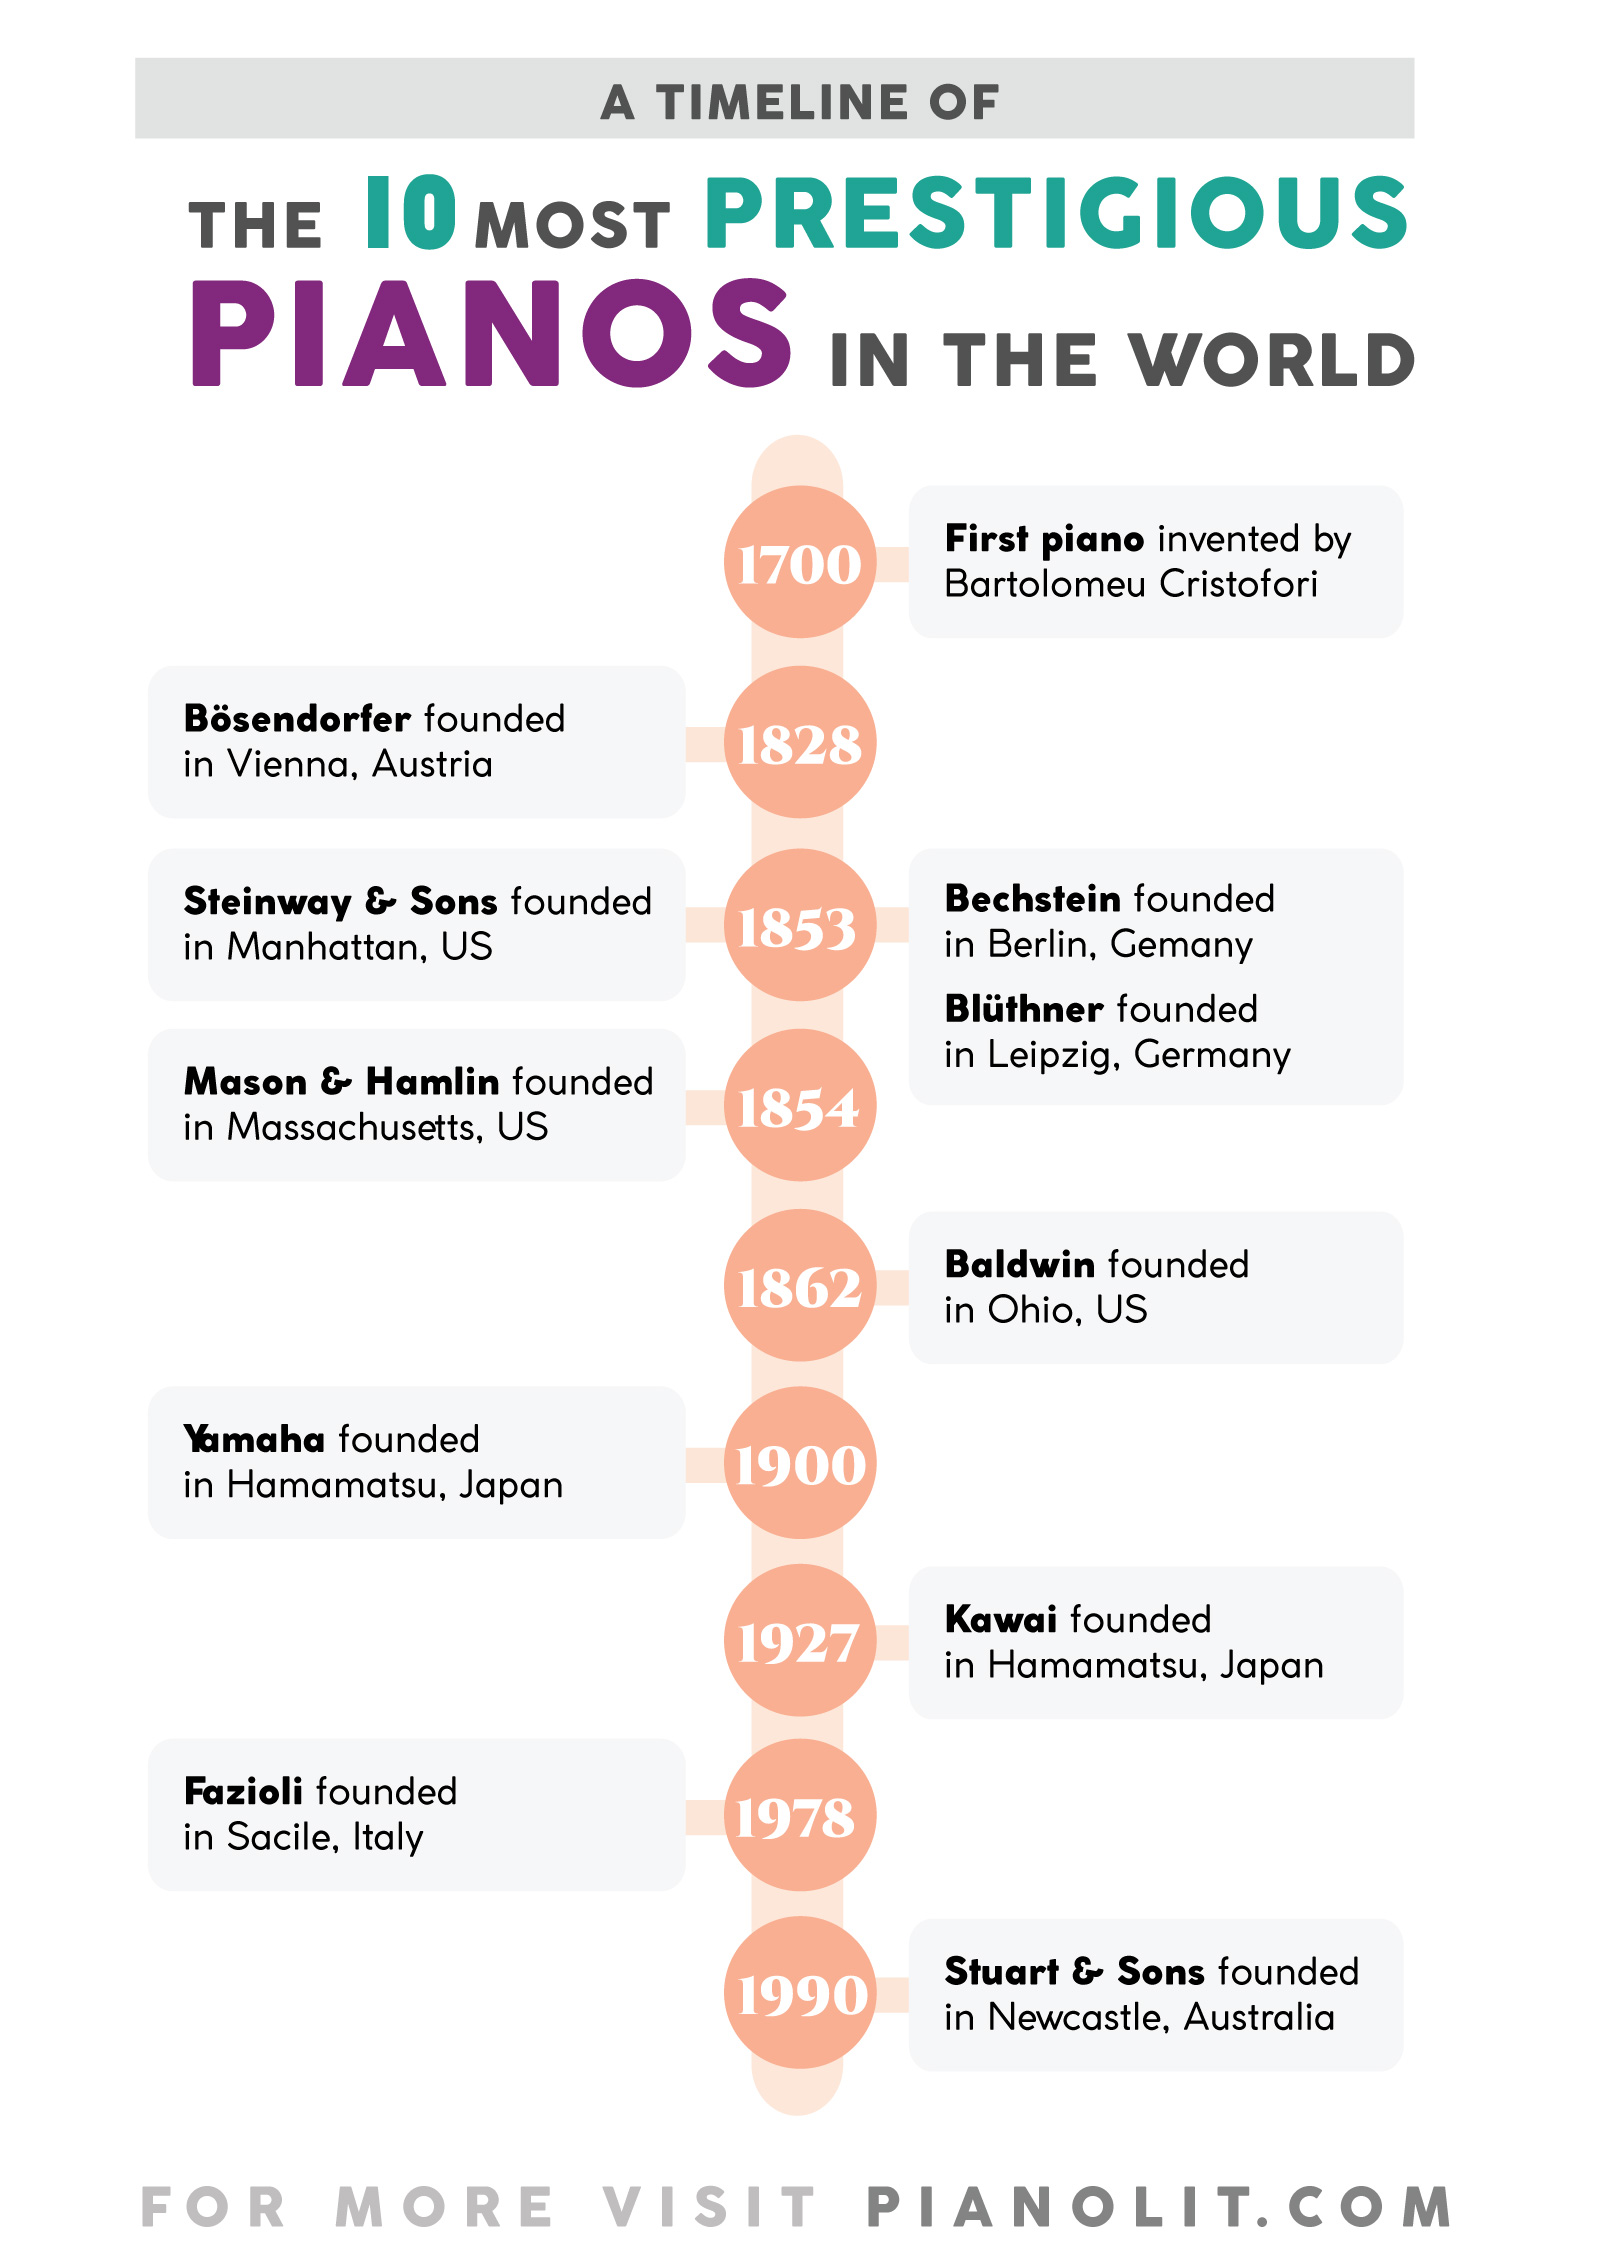 A TIMELINE OF
THE 10 MOST PRESTIGIOUS
PIANOS IN THE WORLD
1700
First piano invented by
Bartolomeu Cristofori
Bösendorfer founded
in Vienna, Austria
1828
Steinway & Sons founded
in Manhattan, US
1853
Bechstein founded
in Berlin, Gemany
Blüthner founded
in Leipzig, Germany
Mason & Hamlin founded
in Massachusetts, US
1854
1862
Baldwin founded
in Ohio, US
Yamaha founded
in Hamamatsu, Japan
1900
1927
Kawai founded
in Hamamatsu, Japan
Fazioli founded
in Sacile, Italy
1978
1990
Stuart & Sons founded
in Newcastle, Australia
FOR MORE VISIT PIANOLIT.COM